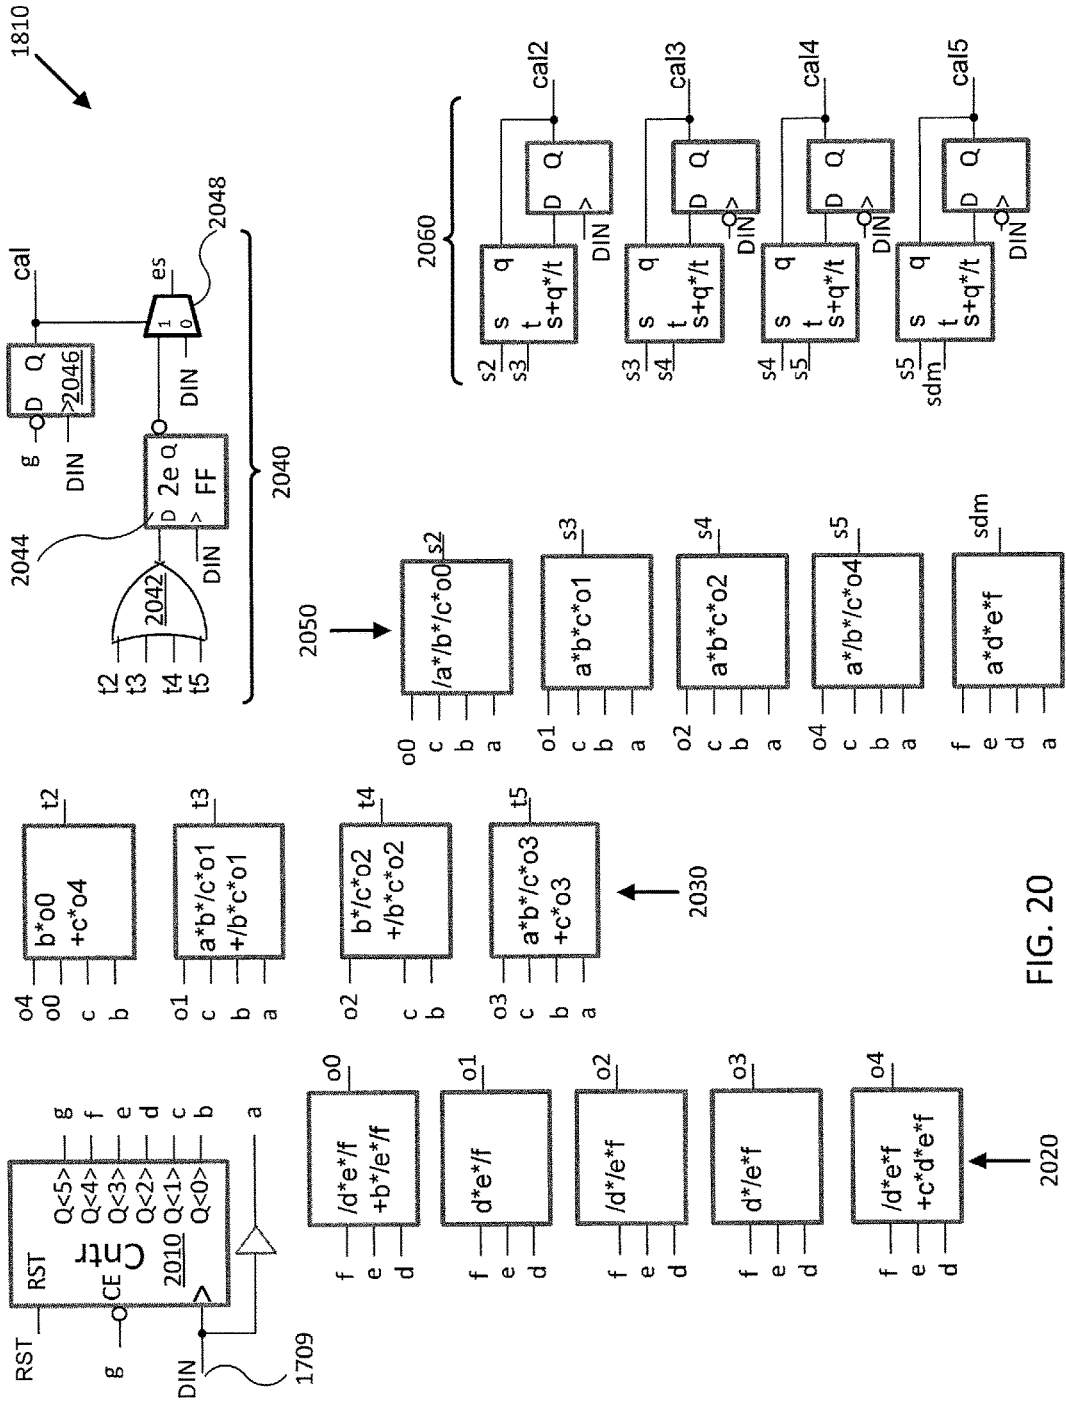 1810
RST
RST
g
CE
Cntr
2010
DIN
1709
Q<5>
Q<4>
Q<3>
Q<2>
Q<1>
Q<0>
g
f
e
d
c
b
a
f
e
d
/d*e*/f
+b*/e*/f
o0
f
e
d
d*e*/f
o1
f
e
d
/d*/e*f
o2
f
e
d
d*/e*f
o3
f
e
d
/d*e*f
+c*d*e*f
o4
2020
o4
o0
c
b
b*o0
+c*o4
t2
o1
c
b
a
a*b*/c*o1
+/b*c*o1
t3
o2
c
b
b*/c*o2
+/b*c*o2
t4
o3
c
b
a
a*b*/c*o3
+c*o3
t5
2030
t2
t3
t4
t5
2042
2044
D
2e
Q
FF
DIN
g
D
Q
2046
DIN
cal
1
0
DIN
es
2048
2040
2050
o0
c
b
a
/a*/b*/c*o0
s2
o1
c
b
a
a*b*c*o1
s3
o2
c
b
a
a*b*c*o2
s4
o4
c
b
a
a*/b*/c*o4
s5
f
e
d
a
a*d*e*f
sdm
2060
s2
s3
s
t
q
s+q*/t
D
Q
DIN
cal2
s3
s4
s
t
q
s+q*/t
D
Q
DIN
cal3
s4
s5
s
t
q
s+q*/t
D
Q
DIN
cal4
s5
sdm
s
t
q
s+q*/t
D
Q
DIN
cal5
FIG. 20